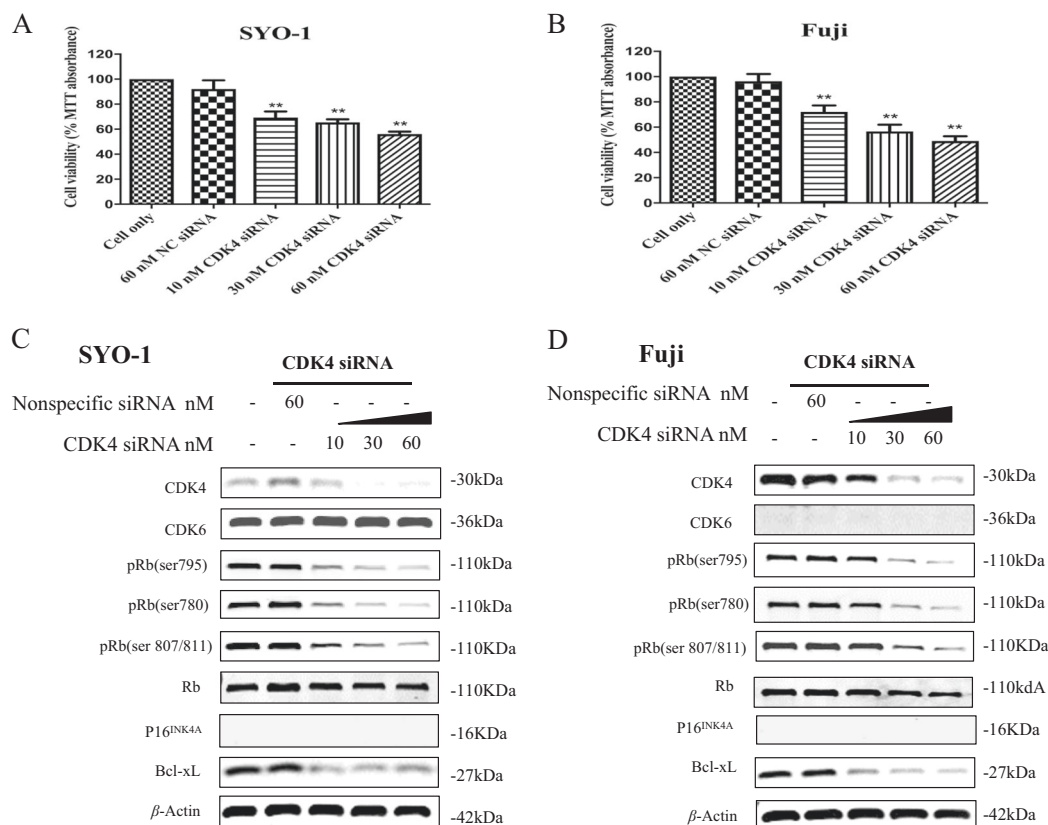 A
SYO-1
Cell viability (% MTT absorbance)
120
100
80
60
40
20
0
**
**
**
Cell only
60 nM NC siRNA
10 nM CDK4 siRNA
30 nM CDK4 siRNA
60 nM CDK4 siRNA
B
Fuji
Cell viability (% MTT absorbance)
120
100
80
60
40
20
0
**
**
**
Cell only
60 nM NC siRNA
10 nM CDK4 siRNA
30 nM CDK4 siRNA
60 nM CDK4 siRNA
C
SYO-1
CDK4 siRNA
Nonspecific siRNA nM - 60 - - -
CDK4 siRNA nM - - 10 30 60
CDK4 -30kDa
CDK6 -36kDa
pRb(ser795) -110kDa
pRb(ser780) -110kDa
pRb(ser 807/811) -110KDa
Rb -110KDa
P16INK4A -16KDa
Bcl-xL -27kDa
β-Actin -42kDa
D
Fuji
CDK4 siRNA
Nonspecific siRNA nM - 60 - - -
CDK4 siRNA nM - - 10 30 60
CDK4 -30kDa
CDK6 -36kDa
pRb(ser795) -110kDa
pRb(ser780) -110kDa
pRb(ser 807/811) -110KDa
Rb -110kdA
P16INK4A -16KDa
Bcl-xL -27kDa
β-Actin -42kDa